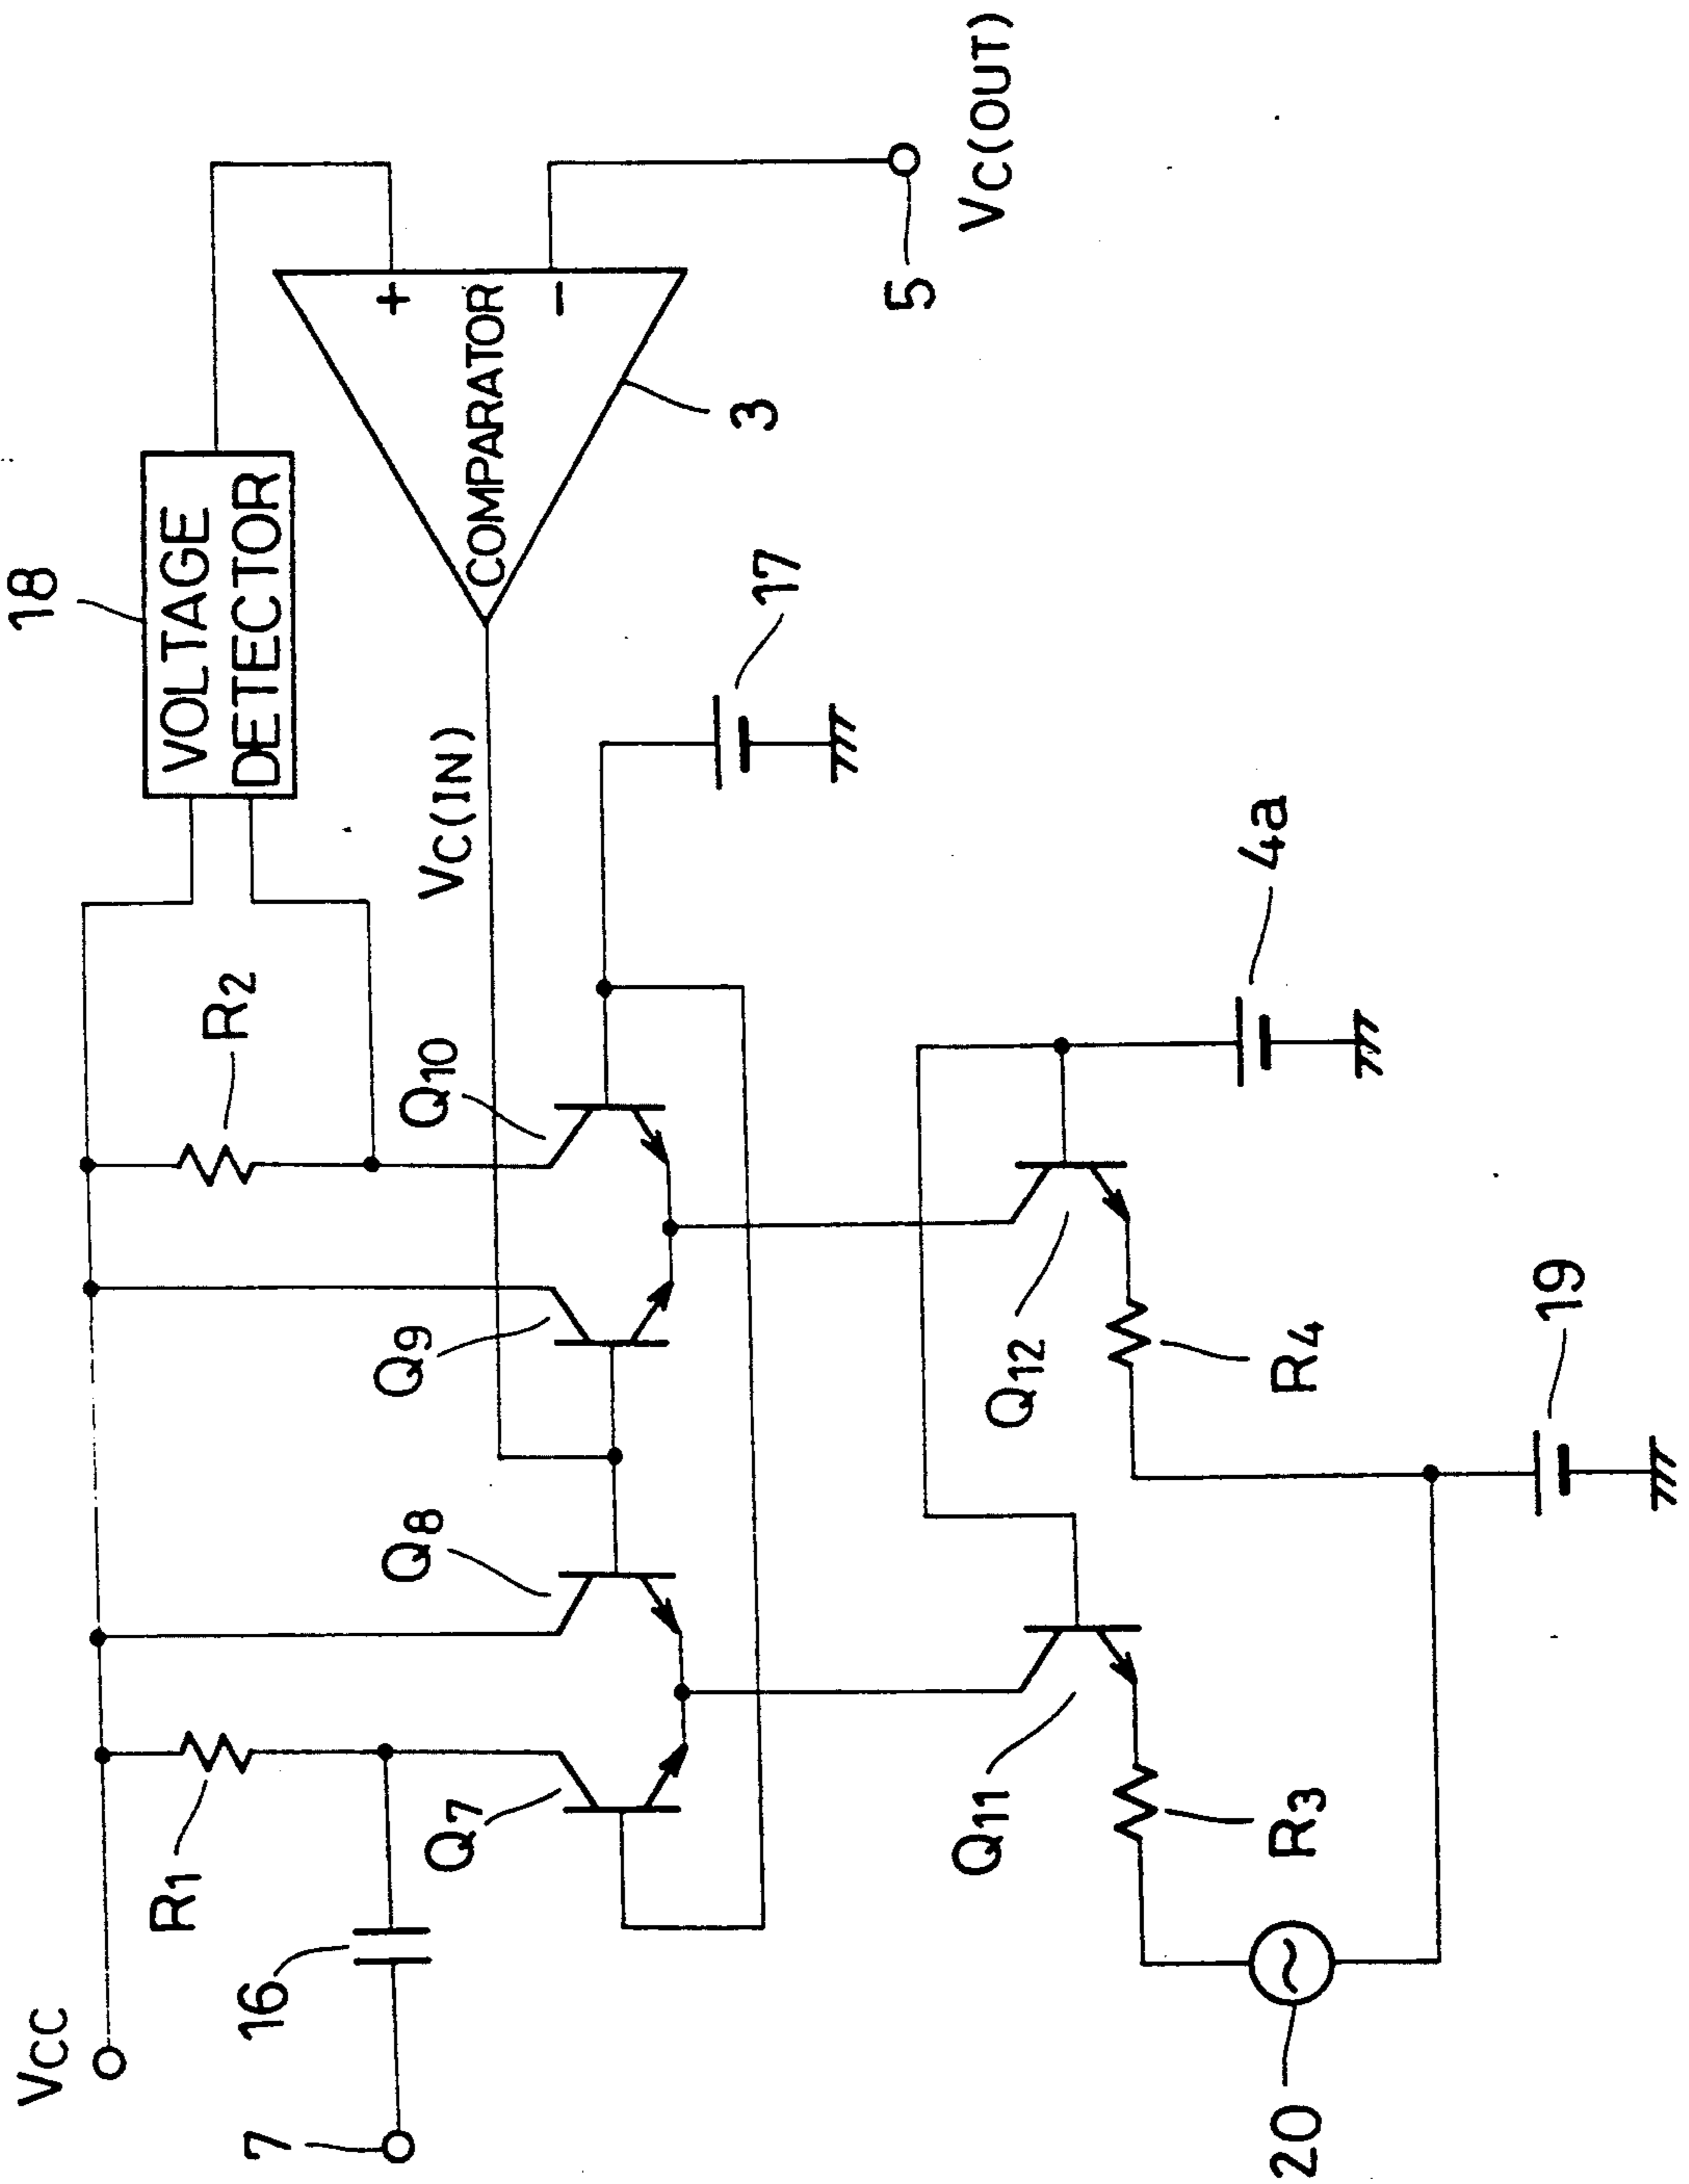 VCC
7
16
R1
Q7
Q8
Q9
Q10
R2
18
VOLTAGE
DETECTOR
VC(IN)
COMPARATOR
+
−
3
5
VC(OUT)
17
Q11
Q12
R3
R4
4a
19
20
~